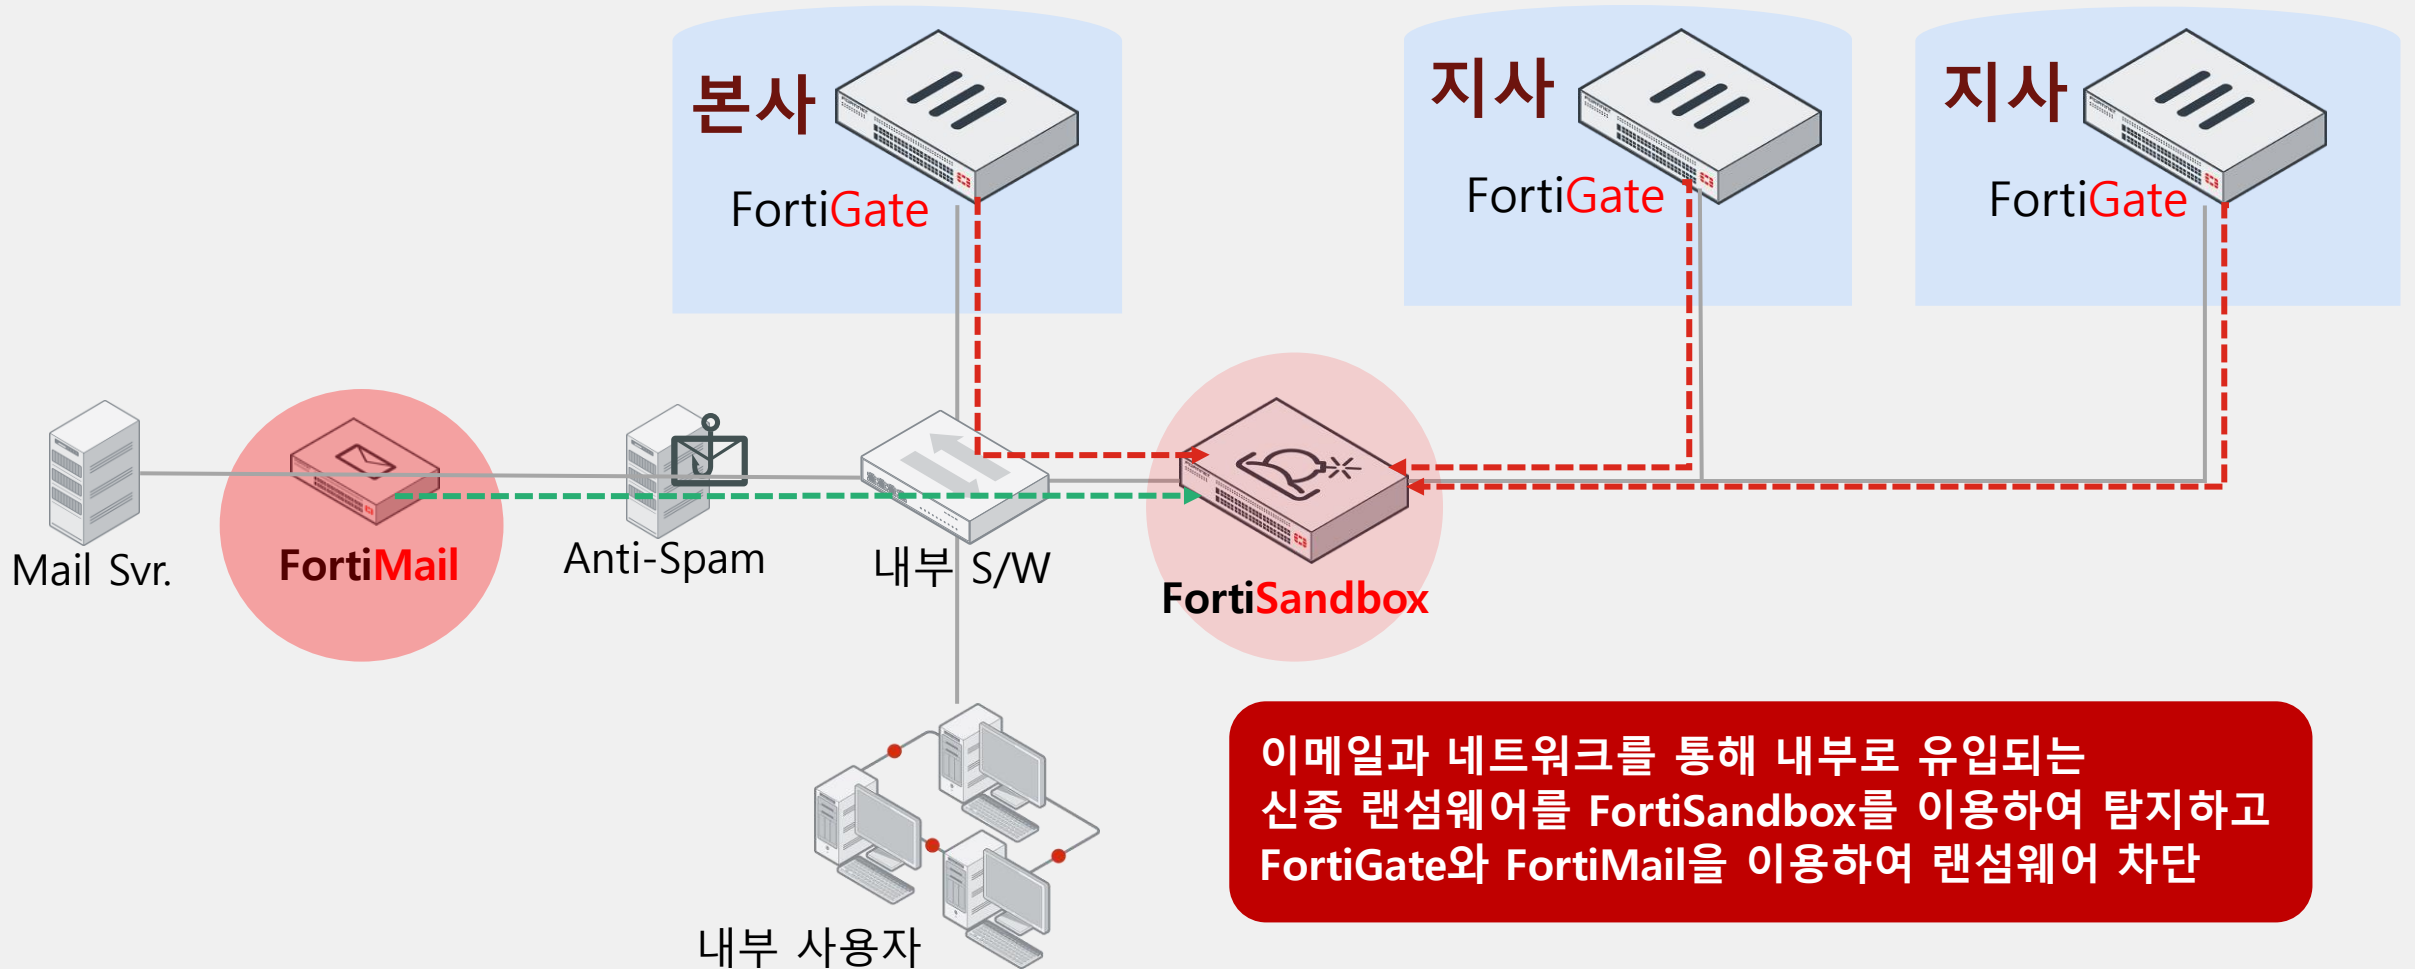 본사
FortiGate
지사
FortiGate
지사
FortiGate
Mail Svr.
FortiMail
Anti-Spam
내부 S/W
FortiSandbox
내부 사용자
이메일과 네트워크를 통해 내부로 유입되는
신종 랜섬웨어를 FortiSandbox를 이용하여 탐지하고
FortiGate와 FortiMail을 이용하여 랜섬웨어 차단